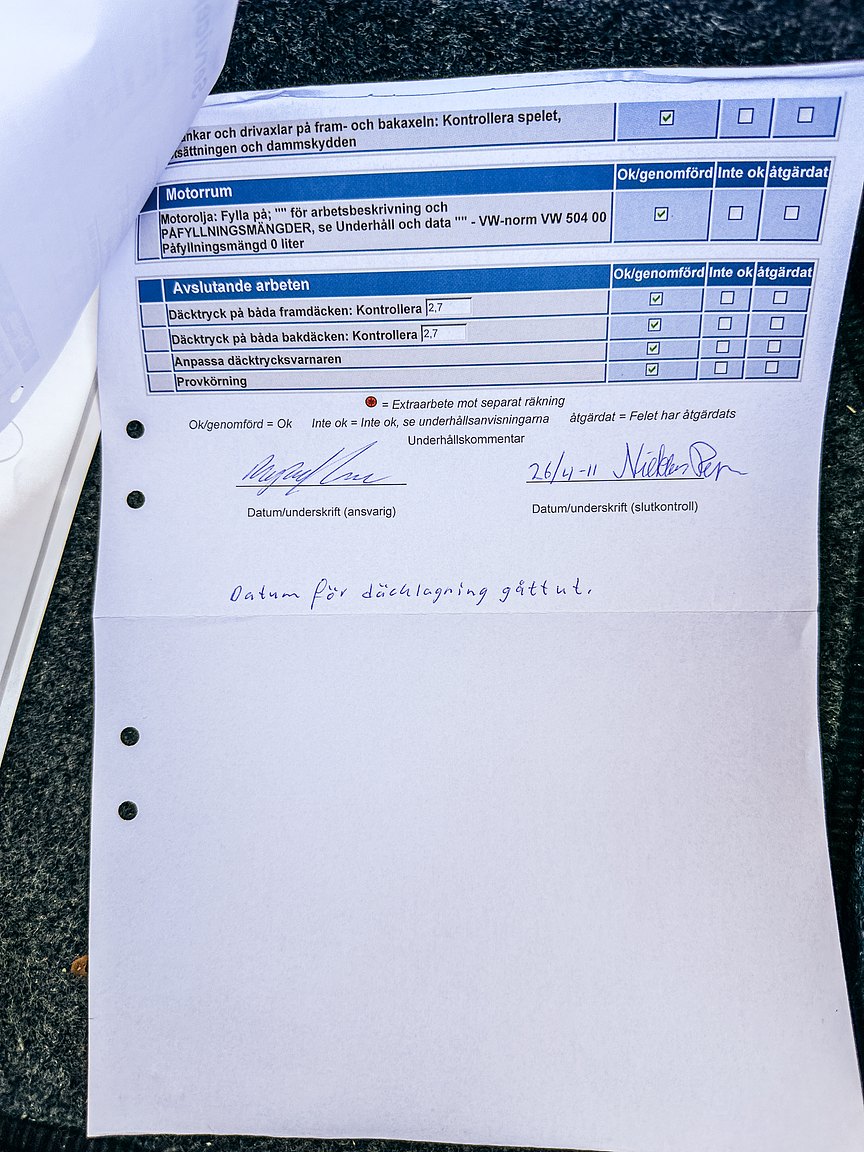 och drivaxlar på fram- och bakaxeln: Kontrollera spelet,
och dammskydden
Motorrum Ok/genomförd Inte ok åtgärdat
Motorolja: Fylla på; "" för arbetsbeskrivning och
PÅFYLLNINGSMÄNGDER, se Underhåll och data "" - VW-norm VW 504 00
Påfyllningsmängd 0 liter
Avslutande arbeten Ok/genomförd Inte ok åtgärdat
Däcktryck på båda framdäcken: Kontrollera 2,7
Däcktryck på båda bakdäcken: Kontrollera 2,7
Anpassa däcktrycksvarnaren
Provkörning
= Extraarbete mot separat räkning
Ok/genomförd = Ok Inte ok = Inte ok, se underhållsanvisningarna åtgärdat = Felet har åtgärdats
Underhållskommentar
26/4-11
Datum/underskrift (ansvarig) Datum/underskrift (slutkontroll)
Datum för däcklagning gått ut.